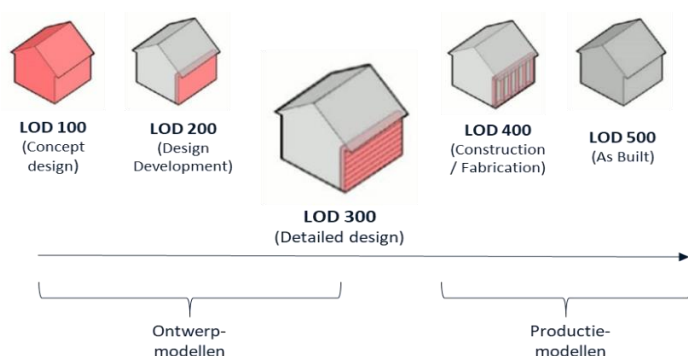 LOD 100
(Concept
design)
LOD 200
(Design
Development)
LOD 300
(Detailed design)
LOD 400
(Construction
/ Fabrication)
LOD 500
(As Built)
Ontwerp-
modellen
Productie-
modellen